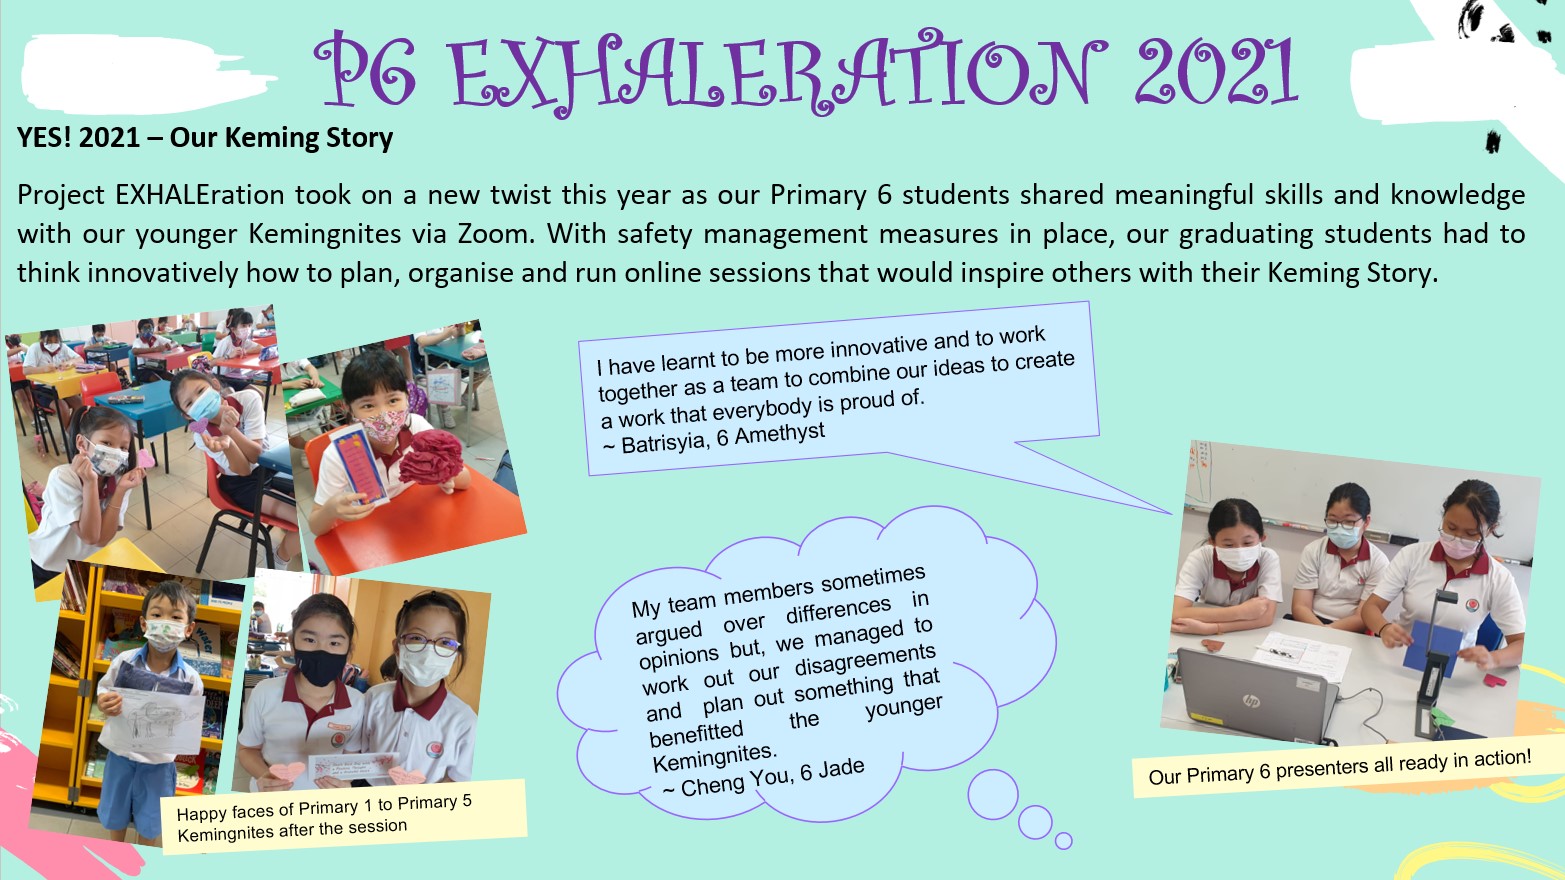 P6 EXHALERATION 2021
YES! 2021 – Our Keming Story
Project EXHALEration took on a new twist this year as our Primary 6 students shared meaningful skills and knowledge
with our younger Kemingnites via Zoom. With safety management measures in place, our graduating students had to
think innovatively how to plan, organise and run online sessions that would inspire others with their Keming Story.
I have learnt to be more innovative and to work
together as a team to combine our ideas to create
a work that everybody is proud of.
~ Batrisyia, 6 Amethyst
My team members sometimes
argued over differences in
opinions but, we managed to
work out our disagreements
and plan out something that
benefitted the younger
Kemingnites.
~ Cheng You, 6 Jade
water
hp
Happy faces of Primary 1 to Primary 5
Kemingnites after the session
Our Primary 6 presenters all ready in action!